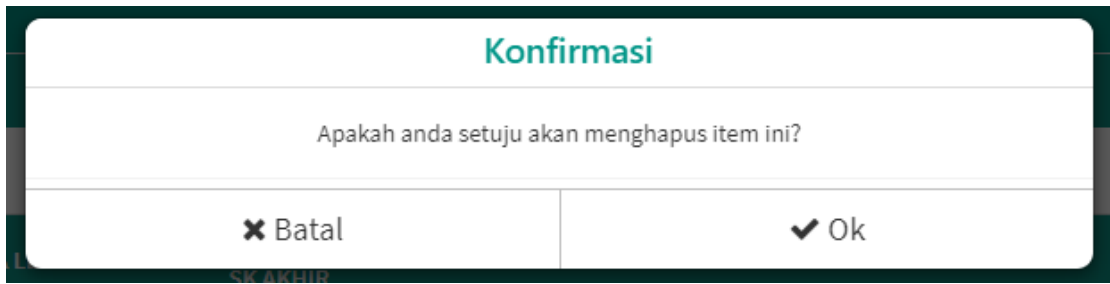 Konfirmasi
Apakah anda setuju akan menghapus item ini?
Batal
Ok
SK AKHIR